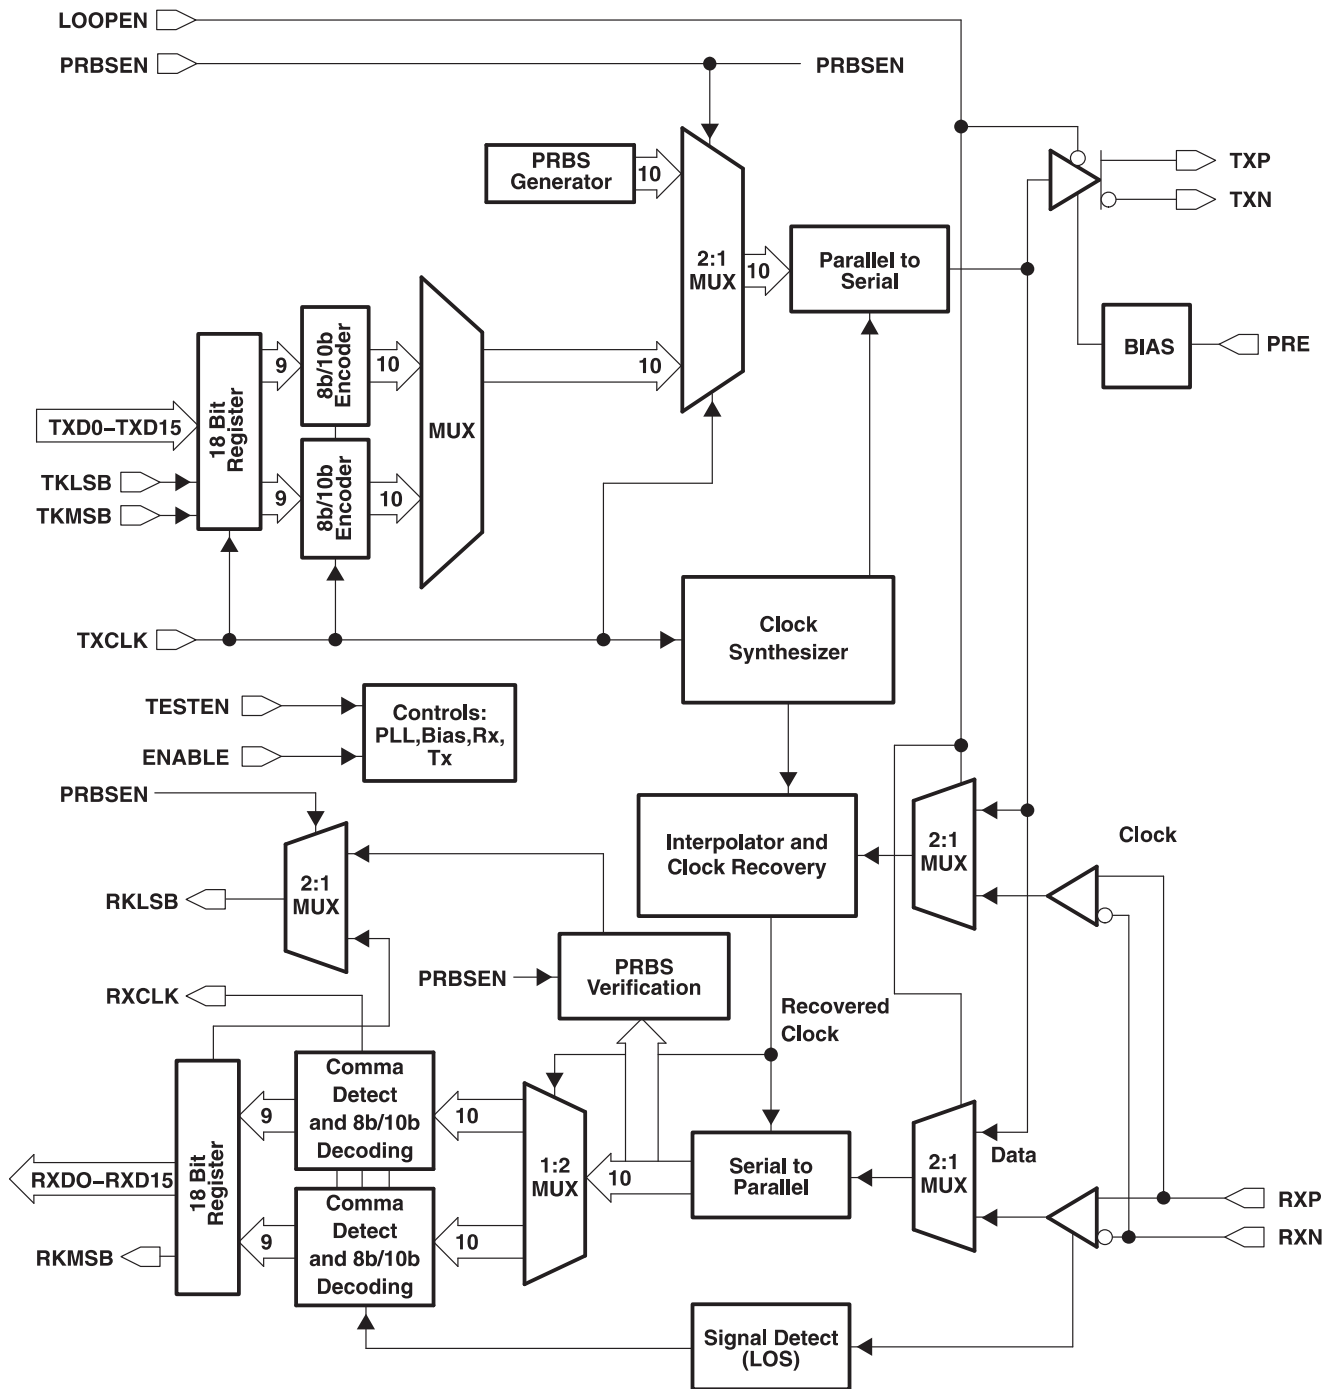 LOOPEN
PRBSEN
PRBSEN
PRBS
Generator
10
TXP
TXN
2:1
MUX
10
Parallel to
Serial
BIAS
PRE
9
8b/10b
Encoder
10
10
18 Bit
Register
TXD0–TXD15
MUX
TKLSB
TKMSB
9
8b/10b
Encoder
10
TXCLK
Clock
Synthesizer
TESTEN
ENABLE
Controls:
PLL,Bias,Rx,
Tx
PRBSEN
2:1
MUX
RKLSB
Interpolator and
Clock Recovery
2:1
MUX
Clock
PRBSEN
PRBS
Verification
RXCLK
Recovered
Clock
Comma
Detect
and 8b/10b
Decoding
9
10
18 Bit
Register
RXDO–RXD15
1:2
MUX
10
Serial to
Parallel
2:1
MUX
Data
RXP
RXN
RKMSB
9
Comma
Detect
and 8b/10b
Decoding
10
Signal Detect
(LOS)